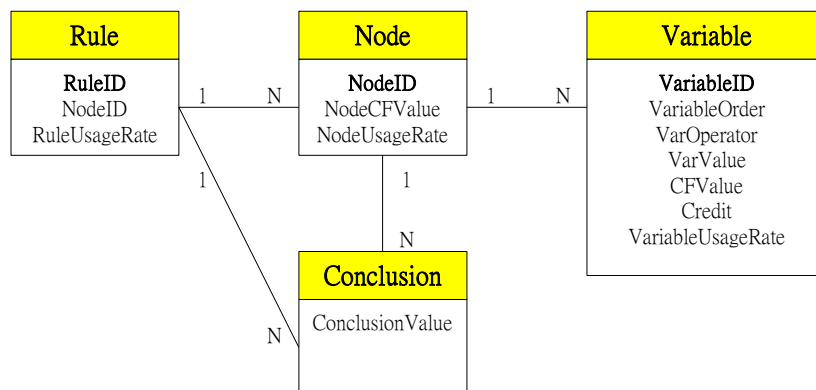 Rule
RuleID
NodeID
RuleUsageRate
1
N
Node
NodeID
NodeCFValue
NodeUsageRate
1
N
Variable
VariableID
VariableOrder
VarOperator
VarValue
CFValue
Credit
VariableUsageRate
1
1
N
N
Conclusion
ConclusionValue